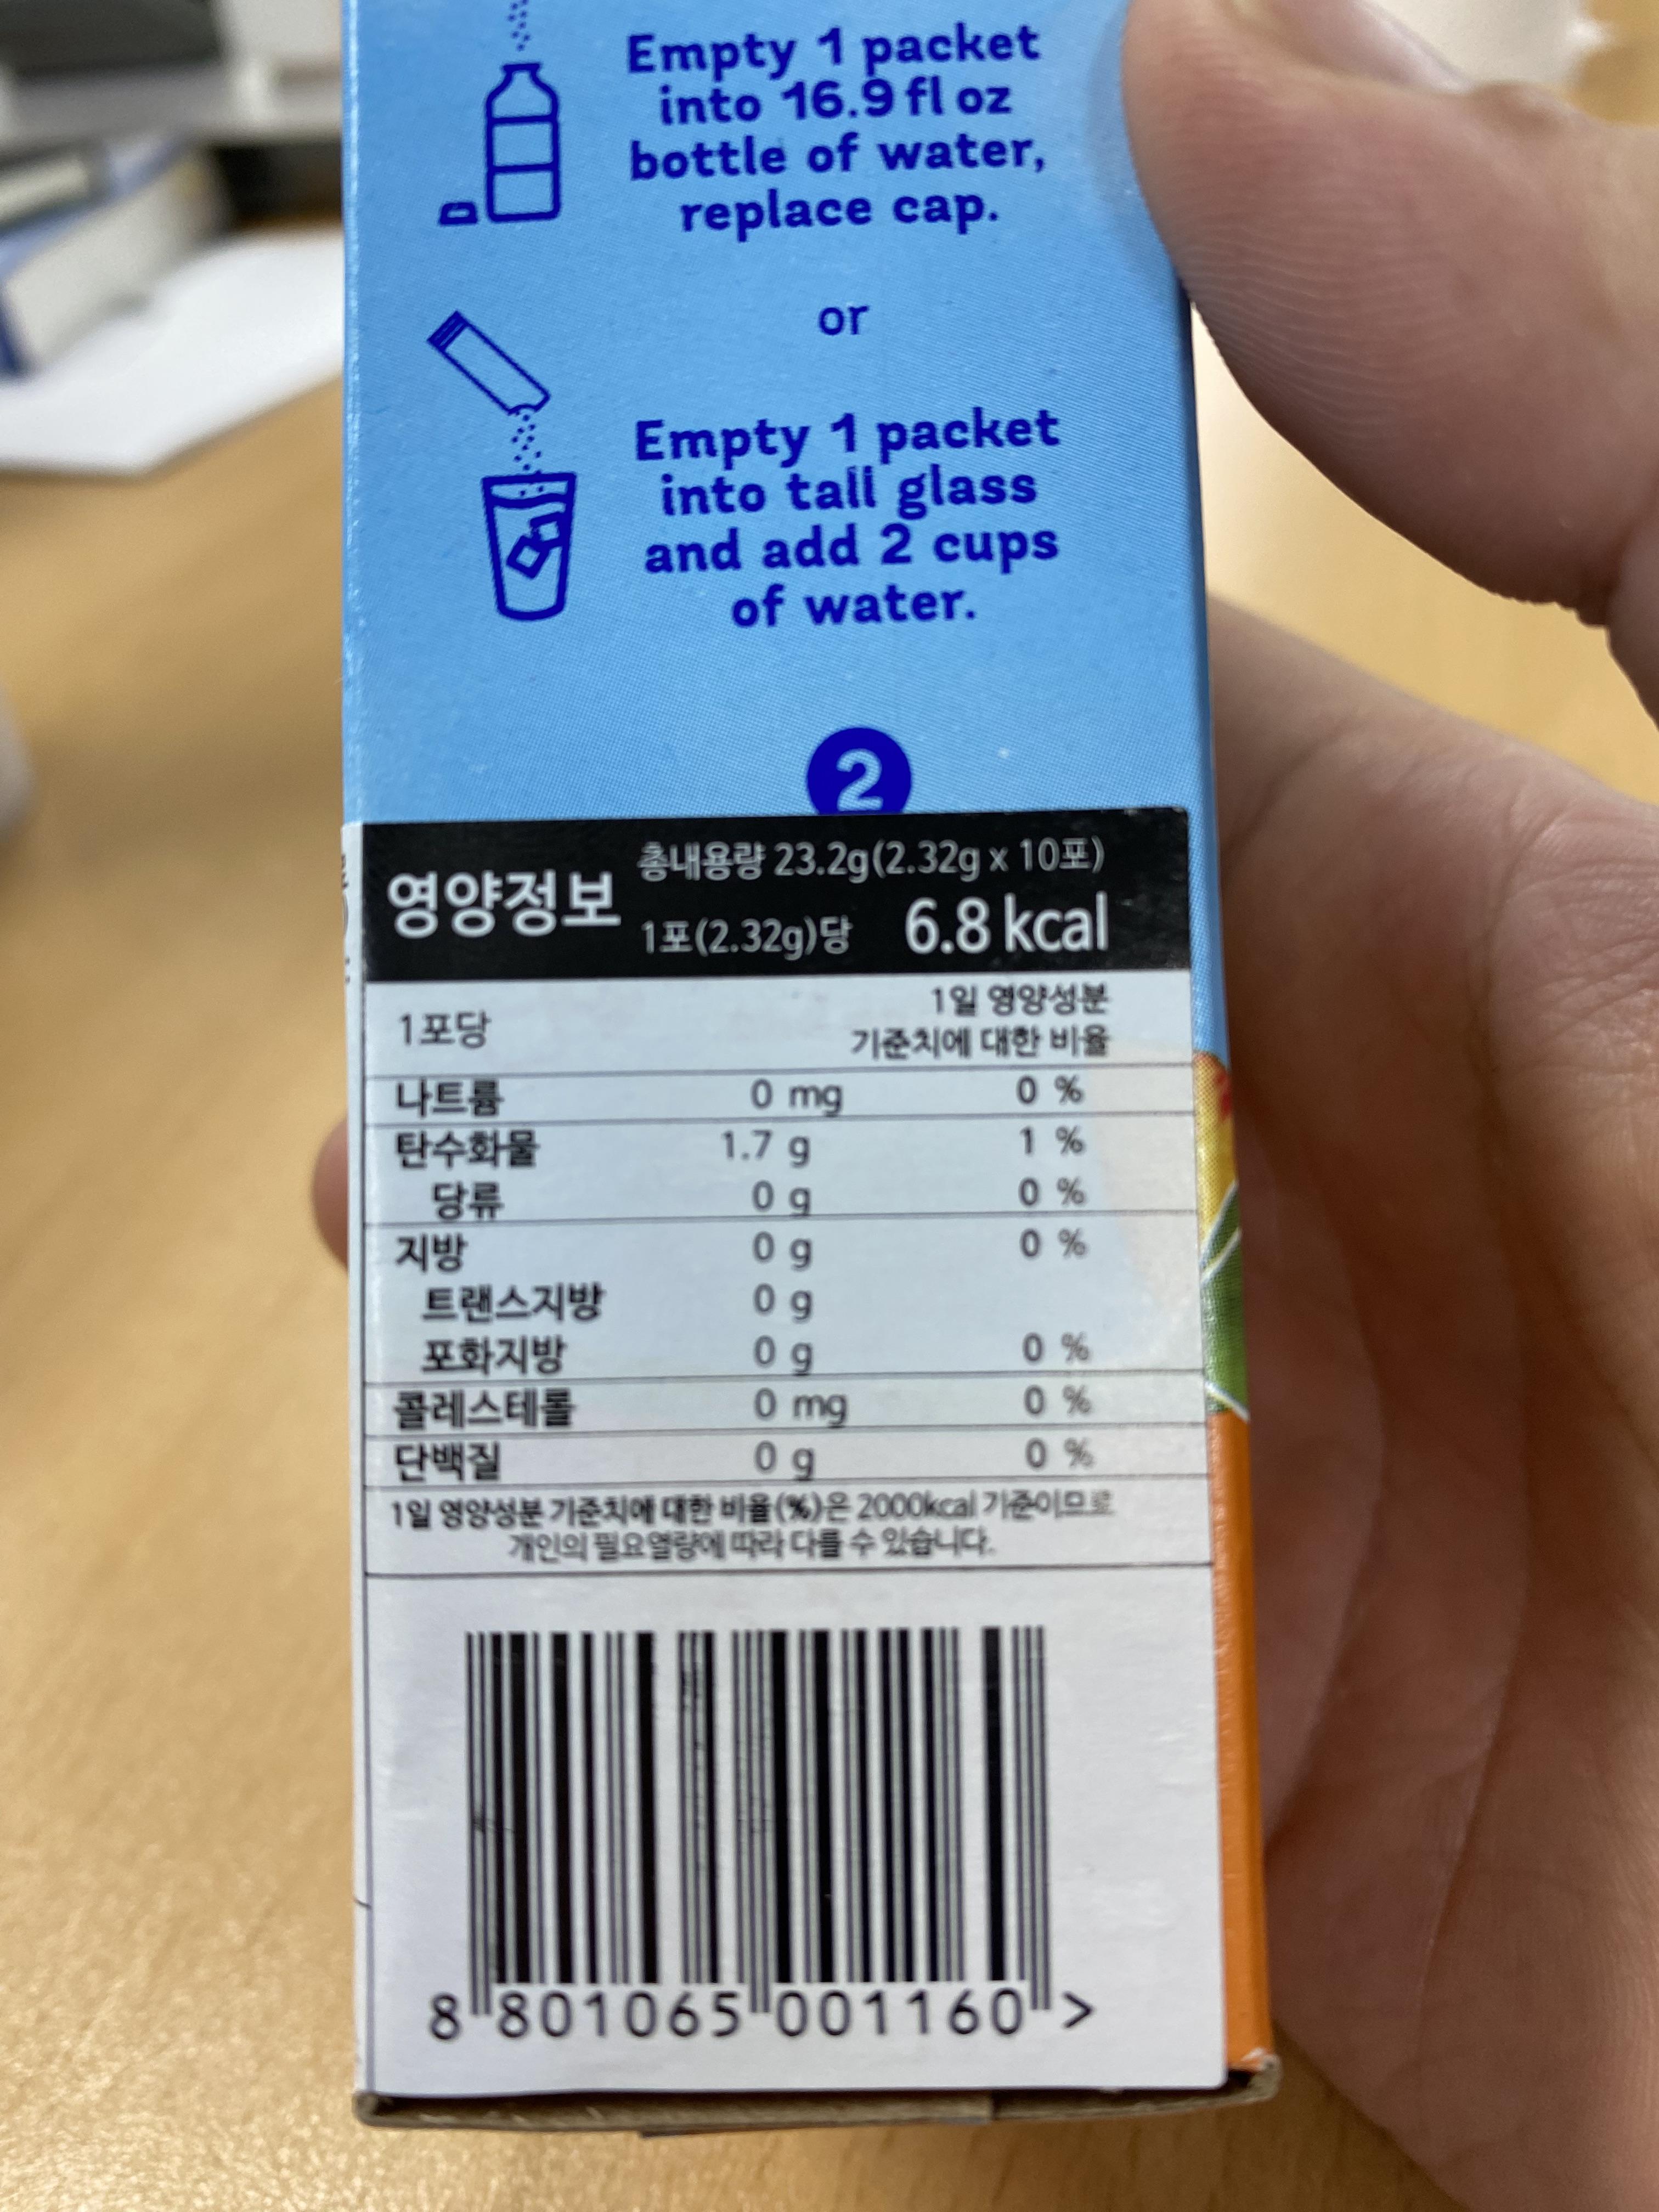 Empty 1 packet
into 16.9 fl oz
bottle of water,
replace cap.
or
Empty 1 packet
into tall glass
and add 2 cups
of water.
2
영양정보
총내용량 23.2g(2.32g x 10포)
1포(2.32g)당 6.8 kcal
1포당
1일 영양성분
기준치에 대한 비율
나트륨 0 mg 0 %
탄수화물 1.7 g 1 %
당류 0 g 0 %
지방 0 g 0 %
트랜스지방 0 g
포화지방 0 g 0 %
콜레스테롤 0 mg 0 %
단백질 0 g 0 %
1일 영양성분 기준치에 대한 비율(%)은 2000kcal 기준이므로
개인의 필요열량에 따라 다를 수 있습니다.
8 801065 001160 >